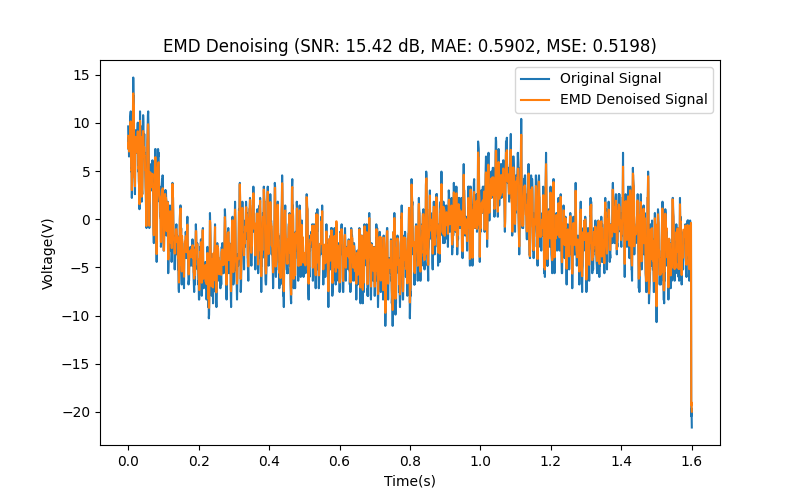 EMD Denoising (SNR: 15.42 dB, MAE: 0.5902, MSE: 0.5198)
Original Signal
EMD Denoised Signal
Voltage(V)
15
10
5
0
−5
−10
−15
−20
0.0 0.2 0.4 0.6 0.8 1.0 1.2 1.4 1.6
Time(s)